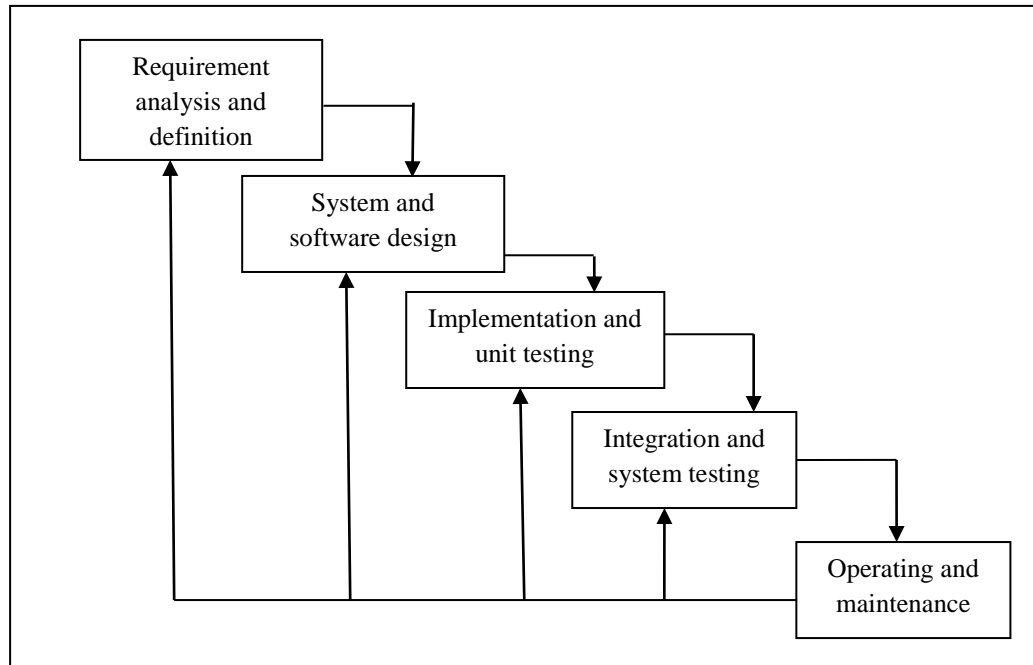 Requirement
analysis and
definition
System and
software design
Implementation and
unit testing
Integration and
system testing
Operating and
maintenance